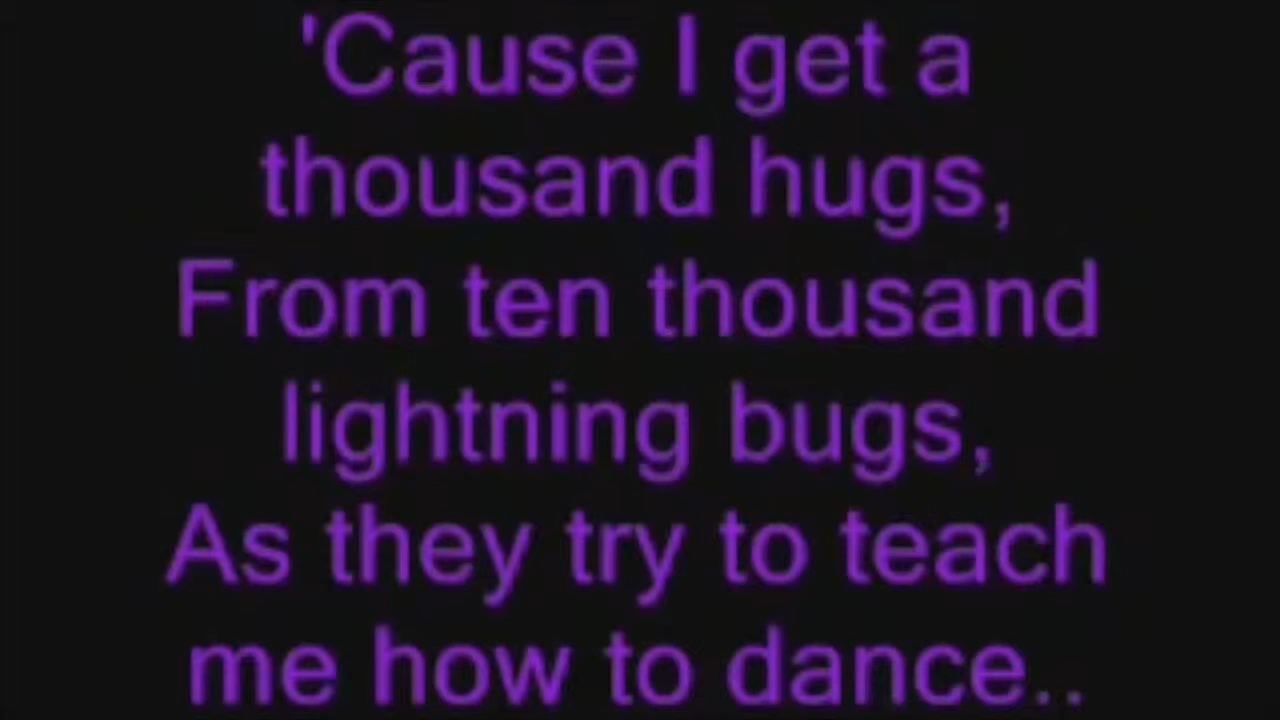 'Cause I get a
thousand hugs,
From ten thousand
lightning bugs,
As they try to teach
me how to dance..